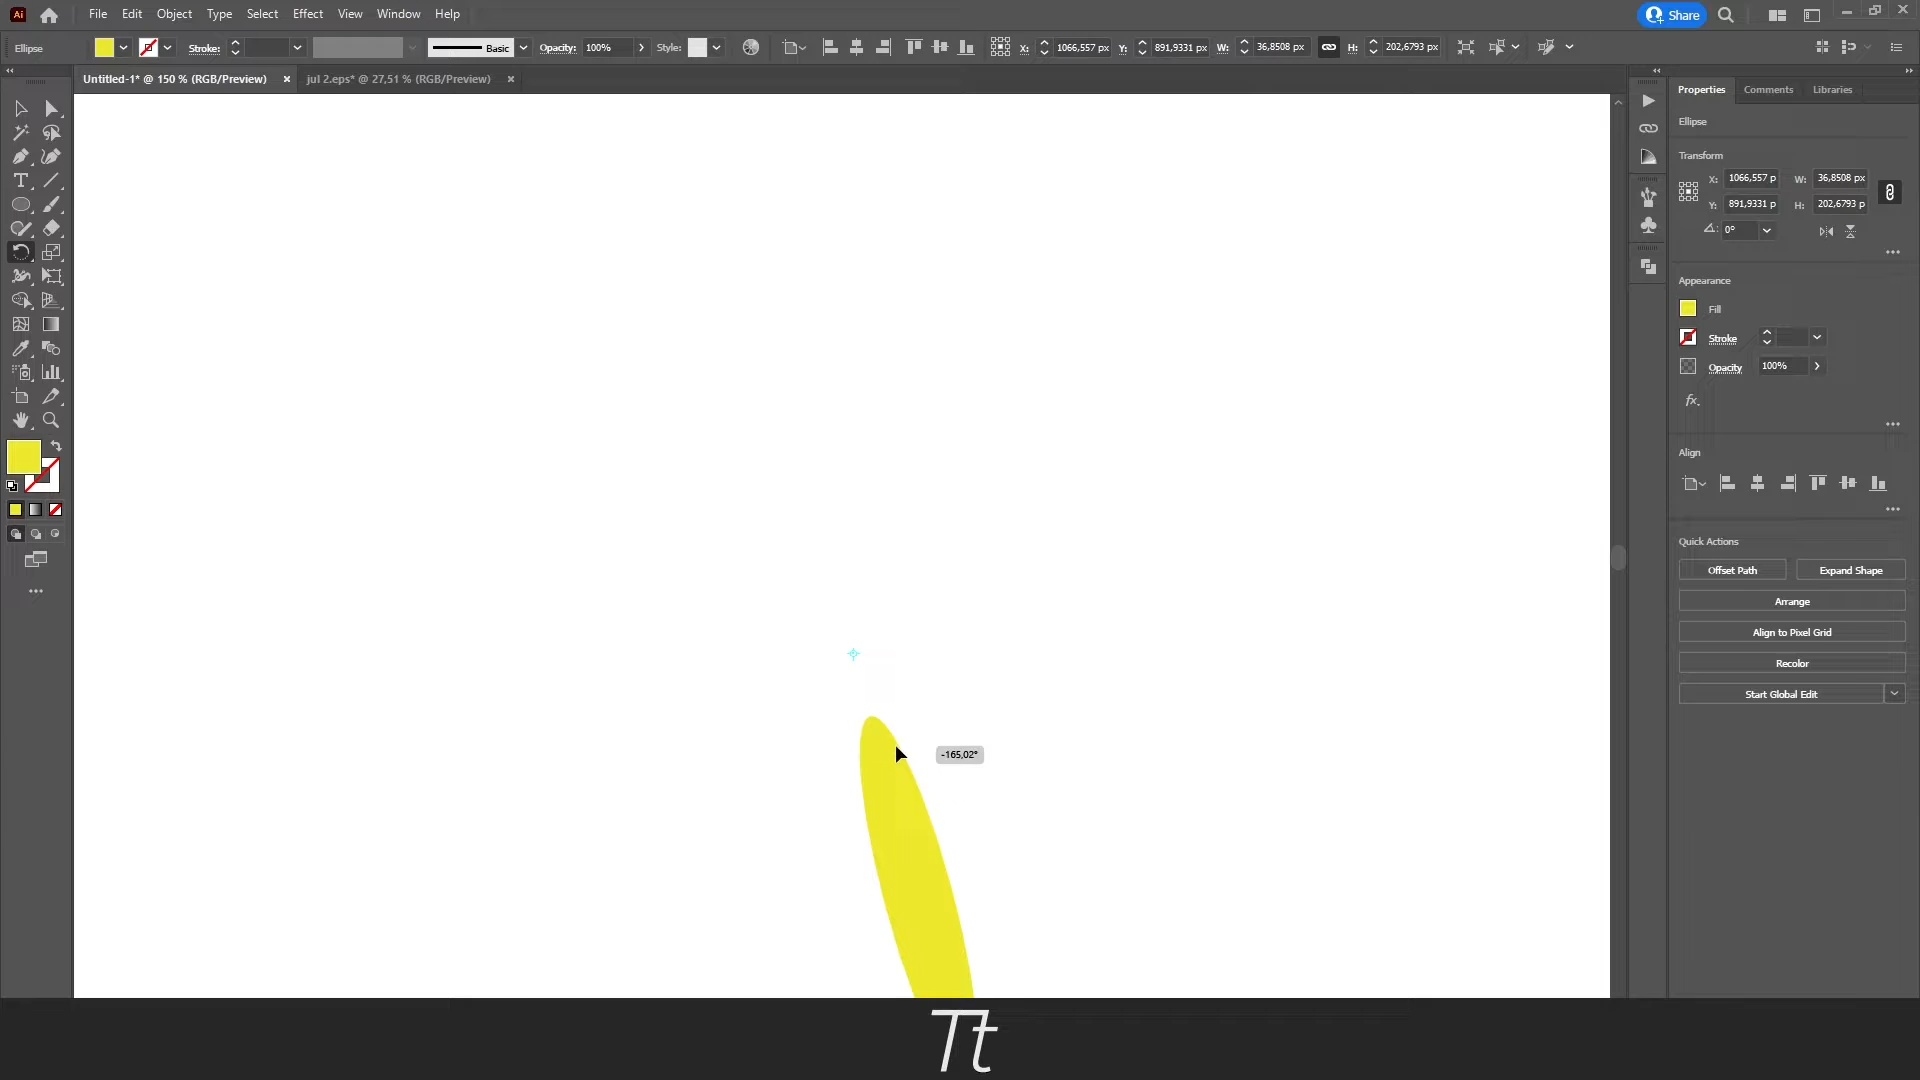 Ai File Edit Object Type Select Effect View Window Help Share
Ellipse Stroke: Basic Opacity: 100% Style: X: 1066,557 px Y: 891,9331 px W: 36,8508 px H: 202,6793 px
Untitled-1* @ 150 % (RGB/Preview) jul 2.eps* @ 27,51 % (RGB/Preview)
Properties Comments Libraries
Ellipse
Transform
X: 1066,557 p W: 36,8508 px
Y: 891,9331 p H: 202,6793 p
0°
Appearance
Fill
Stroke
Opacity 100%
fx.
Align
Quick Actions
Offset Path Expand Shape
Arrange
Align to Pixel Grid
Recolor
Start Global Edit
-165,02°
Tt